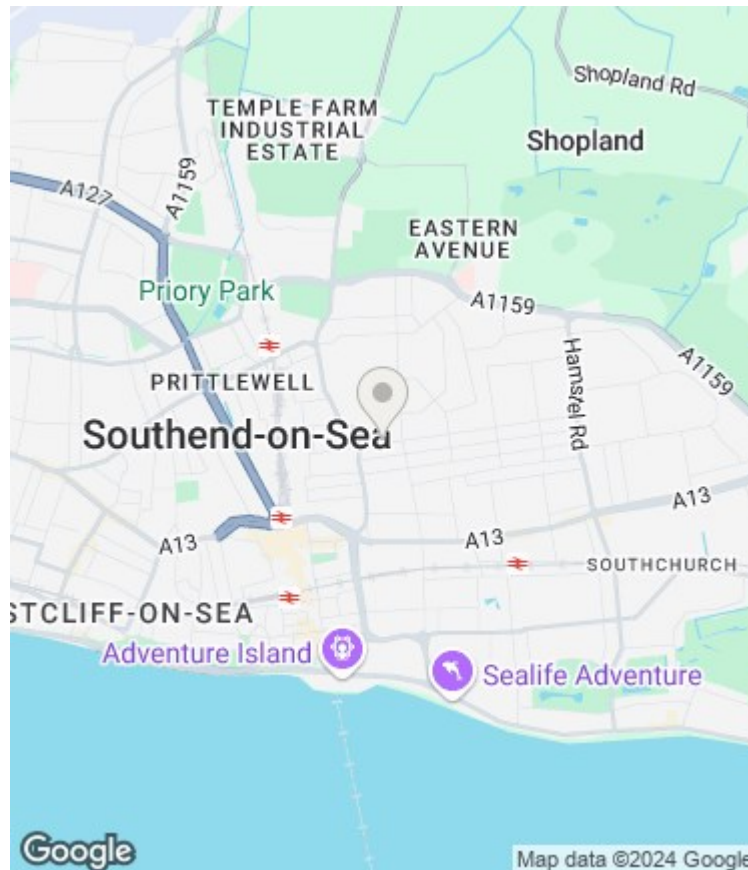 Shopland Rd
TEMPLE FARM
INDUSTRIAL
ESTATE
Shopland
A1159
A127
EASTERN
AVENUE
Priory Park
A1159
Hamstel Rd
A1159
PRITTLEWELL
Southend-on-Sea
A13
A13
A13
SOUTHCHURCH
STCLIFF-ON-SEA
Adventure Island
Sealife Adventure
Google
Map data ©2024 Google